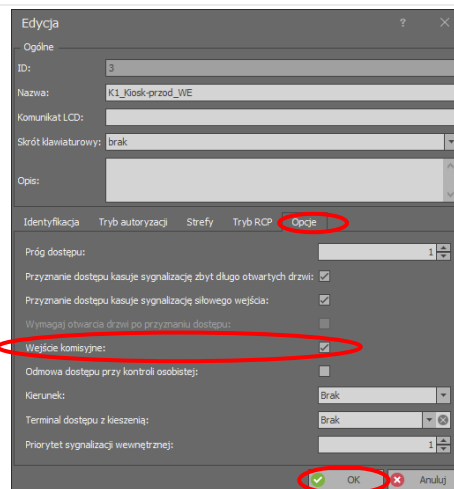 Edycja ?
Ogólne
ID: 3
Nazwa: K1_Kiosk-przod_WE
Komunikat LCD:
Skrót klawiaturowy: brak
Opis:
Identyfikacja Tryb autoryzacji Strefy Tryb RCP Opcje
Próg dostępu: 1
Przyznanie dostępu kasuje sygnalizację zbyt długo otwartych drzwi:
Przyznanie dostępu kasuje sygnalizację siłowego wejścia:
Wymagaj otwarcia drzwi po przyznaniu dostępu:
Wejście komisyjne:
Odmowa dostępu przy kontroli osobistej:
Kierunek: Brak
Terminal dostępu z kieszenią: Brak
Priorytet sygnalizacji wewnętrznej: 1
OK Anuluj